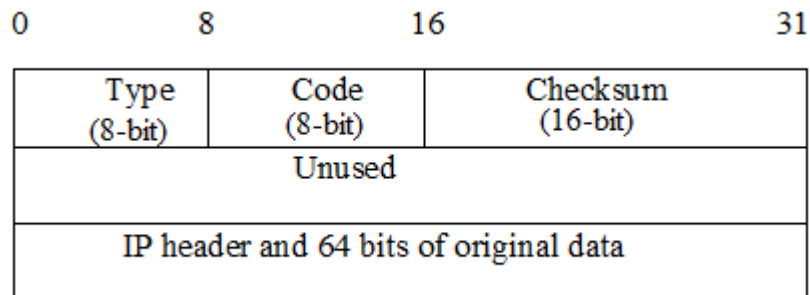 0 8 16 31
Type Code Checksum
(8-bit) (8-bit) (16-bit)
Unused
IP header and 64 bits of original data